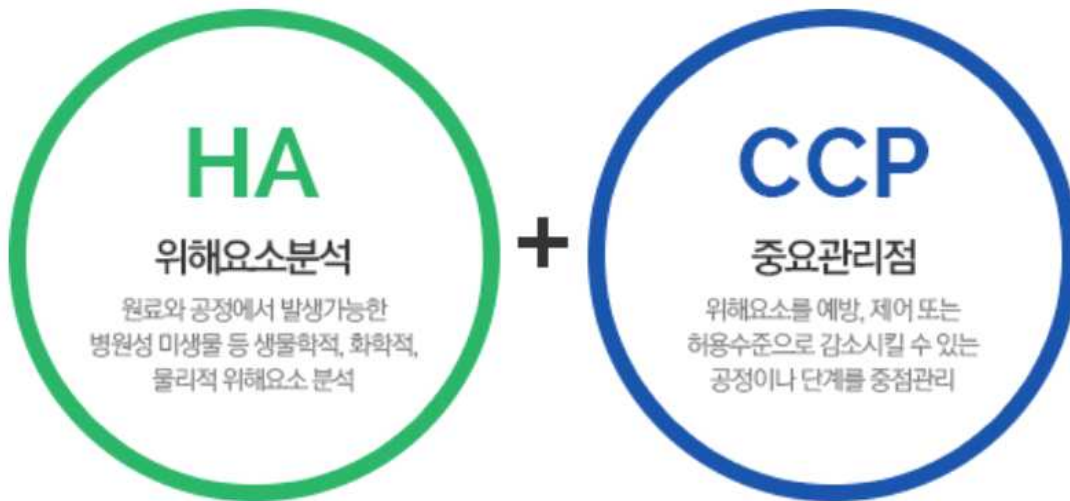 HA
위해요소분석
원료와 공정에서 발생가능한
병원성 미생물 등 생물학적, 화학적,
물리적 위해요소 분석
+
CCP
중요관리점
위해요소를 예방, 제어 또는
허용수준으로 감소시킬 수 있는
공정이나 단계를 중점관리